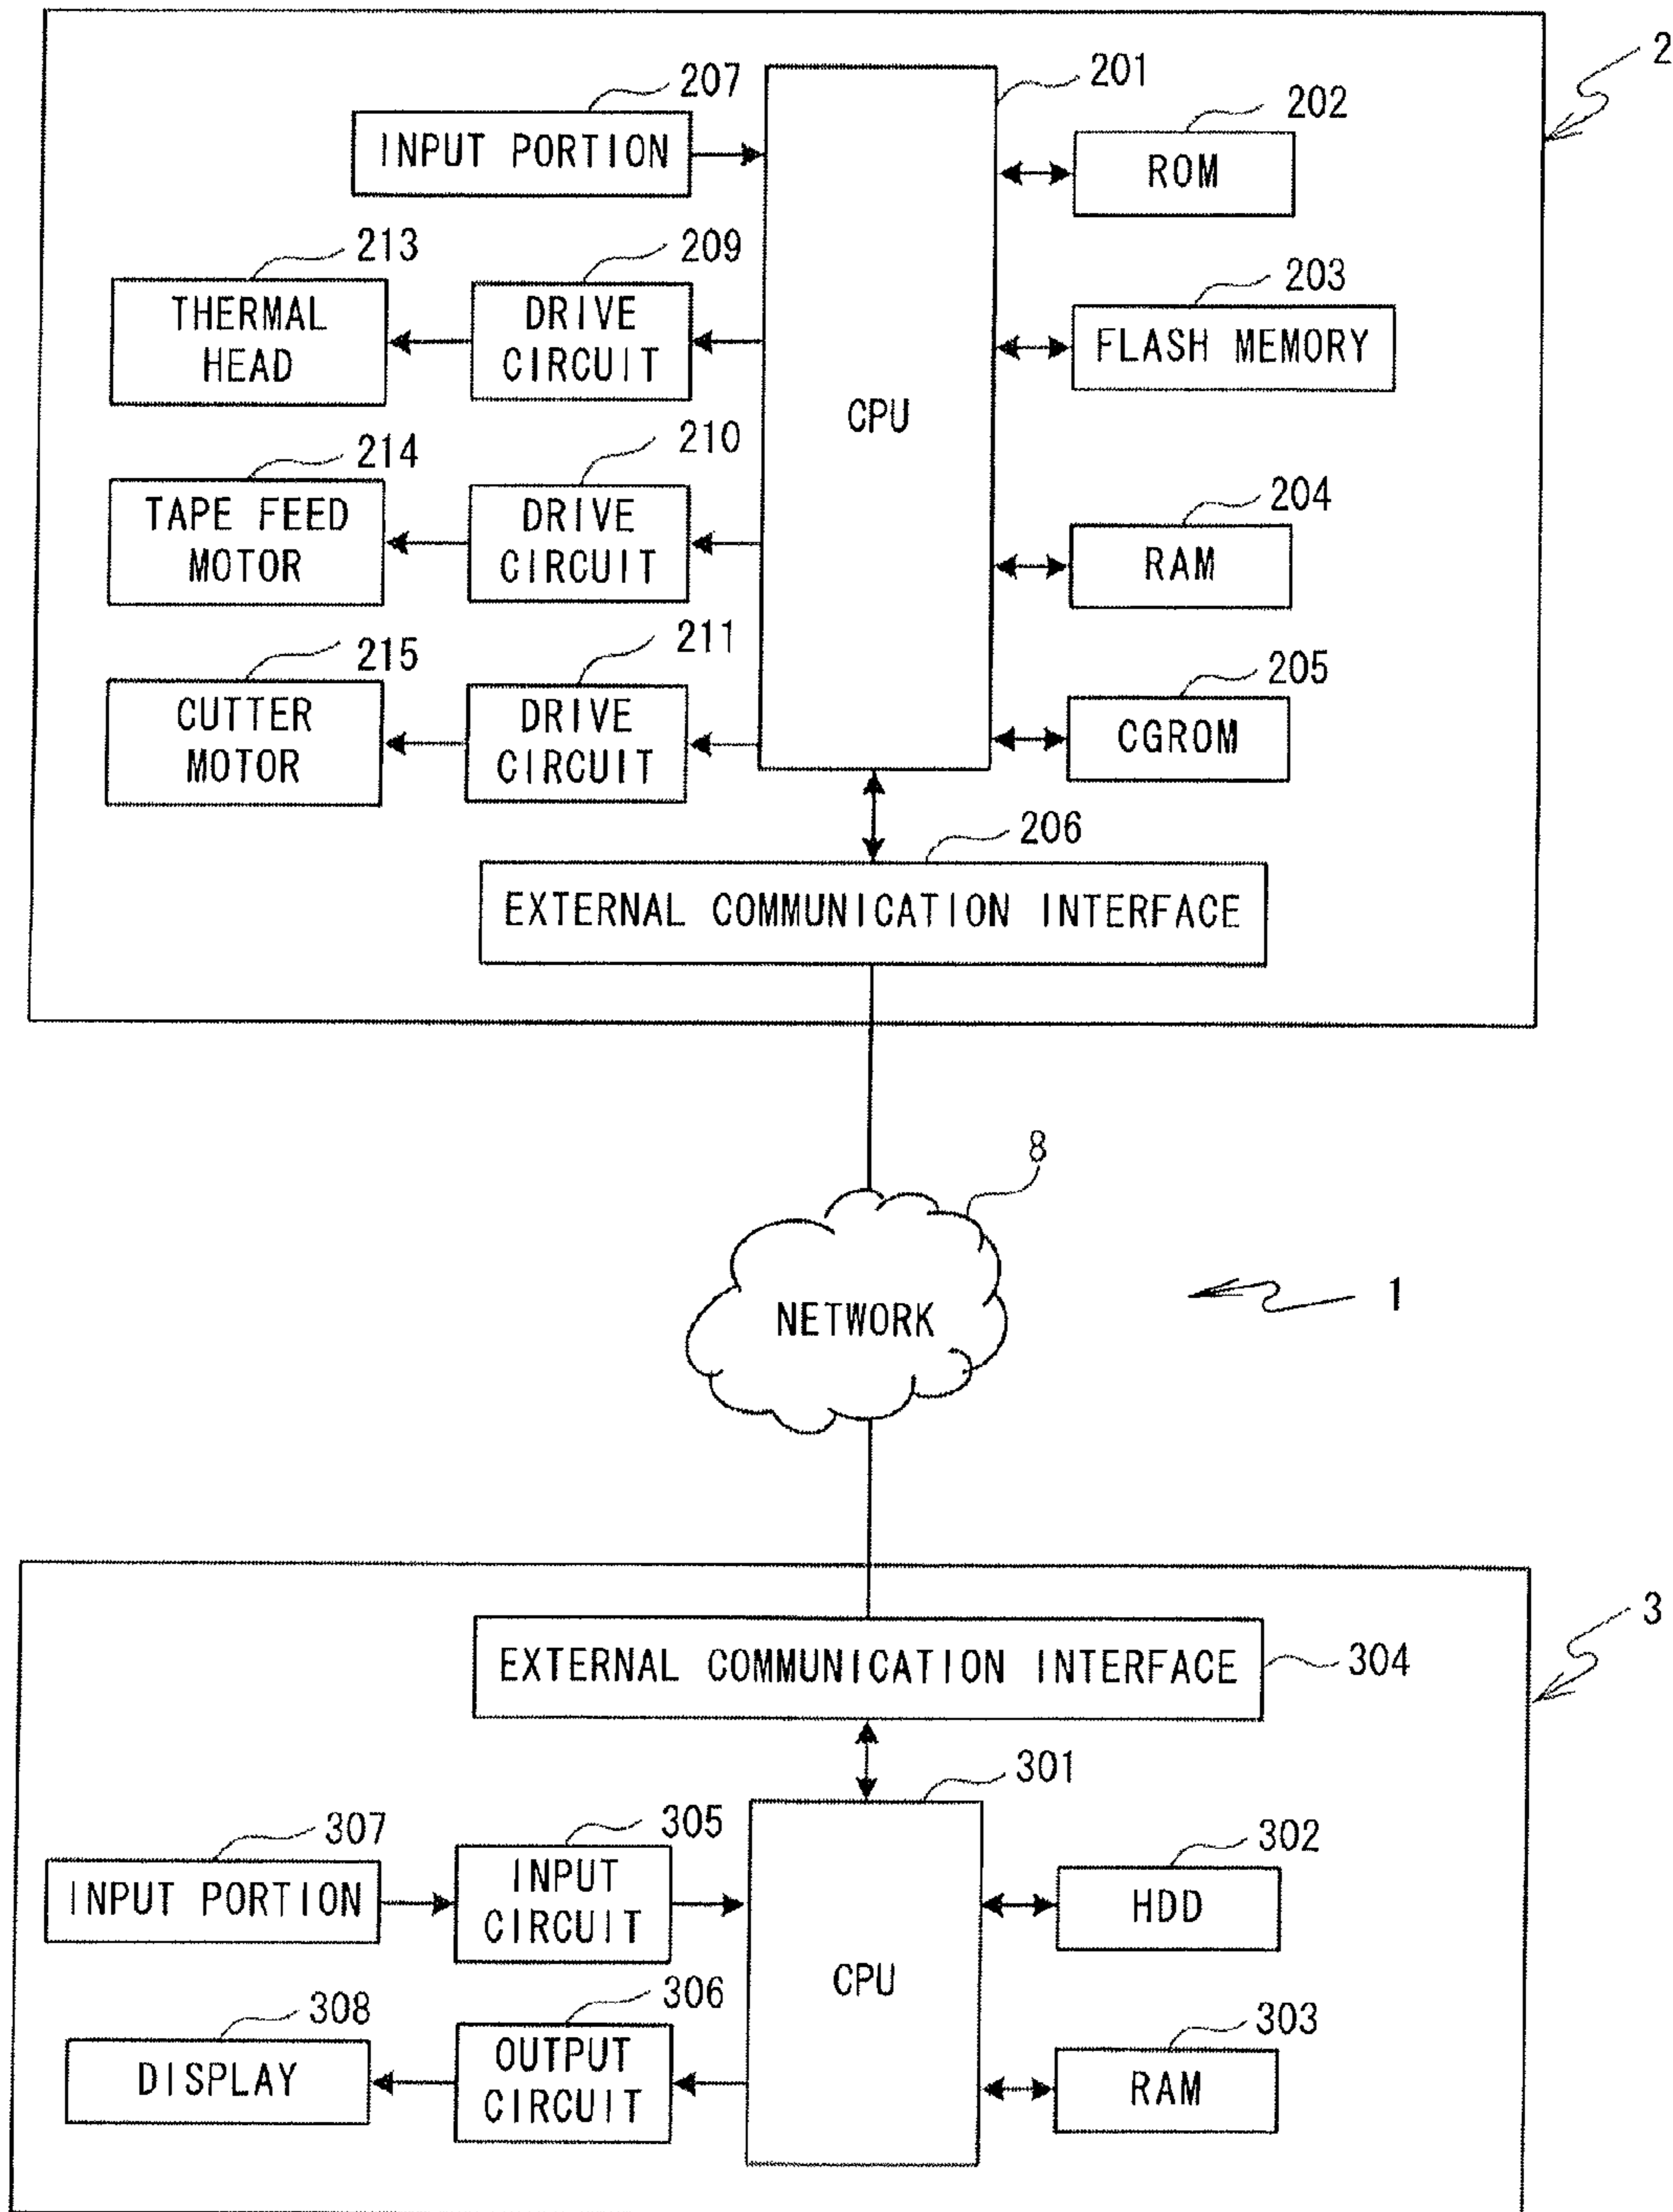 2
207
201
202
INPUT PORTION
ROM
213
209
203
THERMAL
HEAD
DRIVE
CIRCUIT
FLASH MEMORY
CPU
214
210
204
TAPE FEED
MOTOR
DRIVE
CIRCUIT
RAM
215
211
205
CUTTER
MOTOR
DRIVE
CIRCUIT
CGROM
206
EXTERNAL COMMUNICATION INTERFACE
8
NETWORK
1
3
EXTERNAL COMMUNICATION INTERFACE
304
301
307
305
302
INPUT PORTION
INPUT
CIRCUIT
HDD
CPU
308
306
303
DISPLAY
OUTPUT
CIRCUIT
RAM